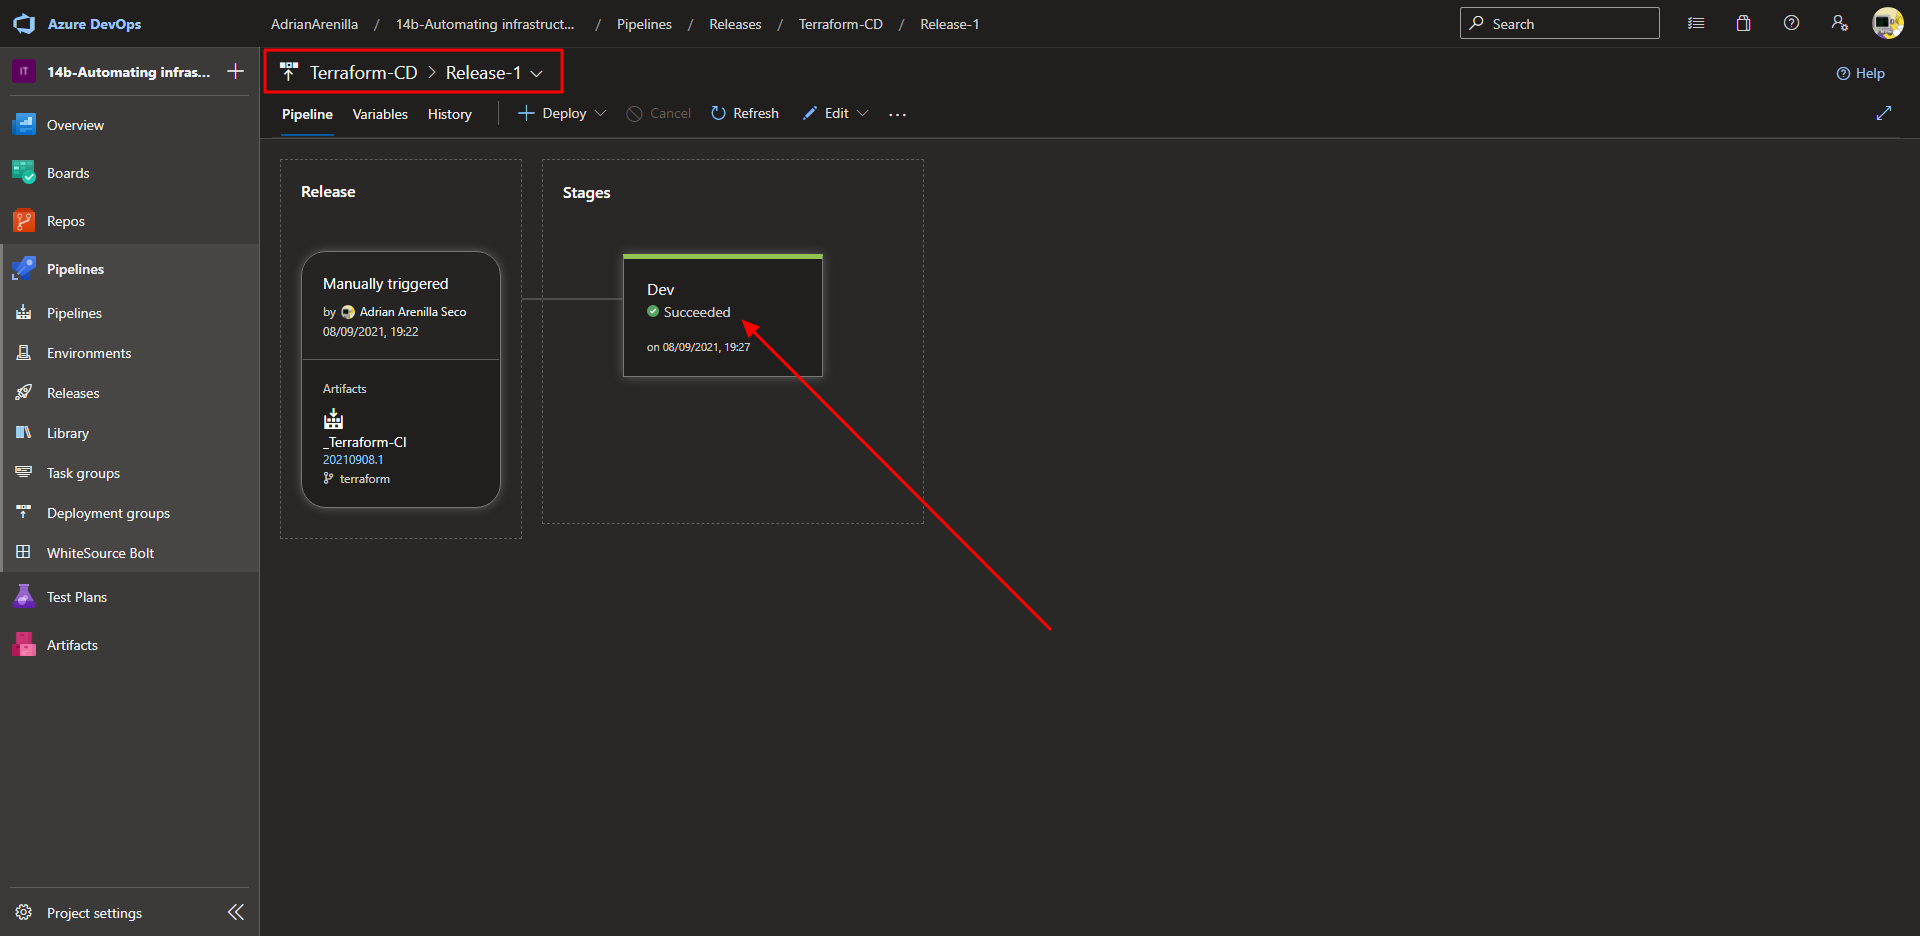 Azure DevOps
AdrianArenilla / 14b-Automating infrastruct... / Pipelines / Releases / Terraform-CD / Release-1
Search
IT
14b-Automating infras...
Overview
Boards
Repos
Pipelines
Pipelines
Environments
Releases
Library
Task groups
Deployment groups
WhiteSource Bolt
Test Plans
Artifacts
Project settings
Terraform-CD > Release-1
Help
Pipeline Variables History Deploy Cancel Refresh Edit ...
Release
Manually triggered
by Adrian Arenilla Seco
08/09/2021, 19:22
Artifacts
_Terraform-CI
20210908.1
terraform
Stages
Dev
Succeeded
on 08/09/2021, 19:27